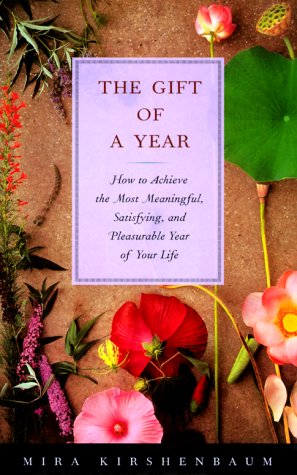 THE GIFT
OF
A YEAR
How to Achieve
the Most Meaningful,
Satisfying, and
Pleasurable Year
of Your Life
MIRA KIRSHENBAUM